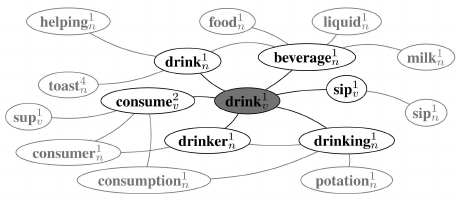 helping¹ₙ
food¹ₙ
liquid¹ₙ
drink¹ₙ
beverage¹ₙ
milk¹ₙ
toast⁴ₙ
consume²ᵥ
drink¹ᵥ
sip¹ᵥ
sup¹ᵥ
sip¹ₙ
drinker¹ₙ
drinking¹ₙ
consumer¹ₙ
consumption¹ₙ
potation¹ₙ